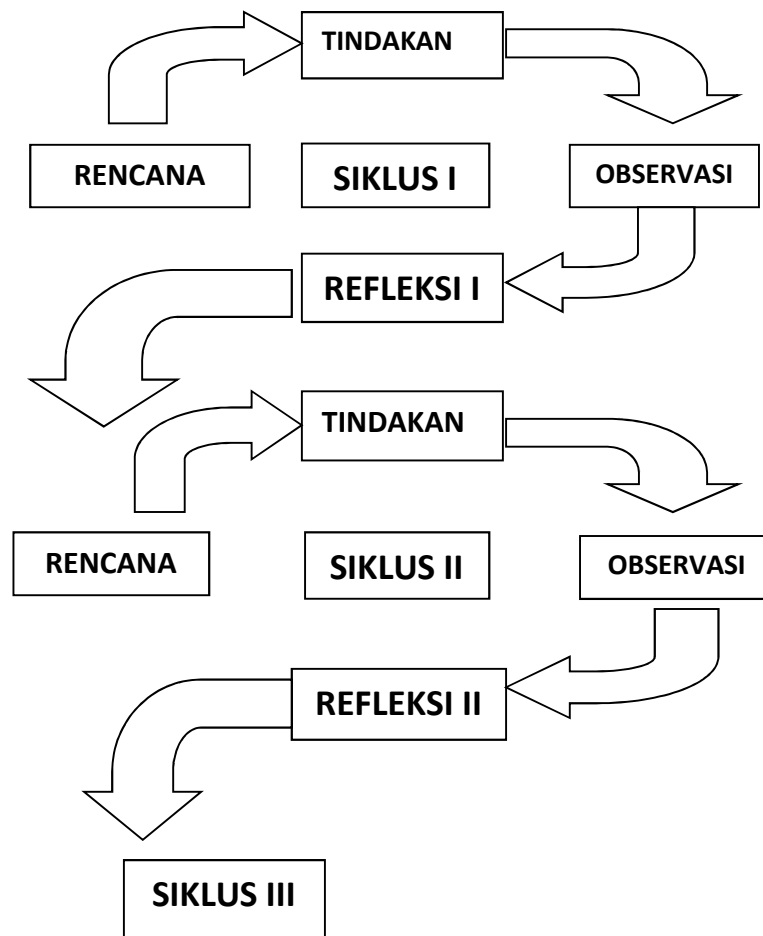 TINDAKAN
RENCANA
SIKLUS I
OBSERVASI
REFLEKSI I
TINDAKAN
RENCANA
SIKLUS II
OBSERVASI
REFLEKSI II
SIKLUS III